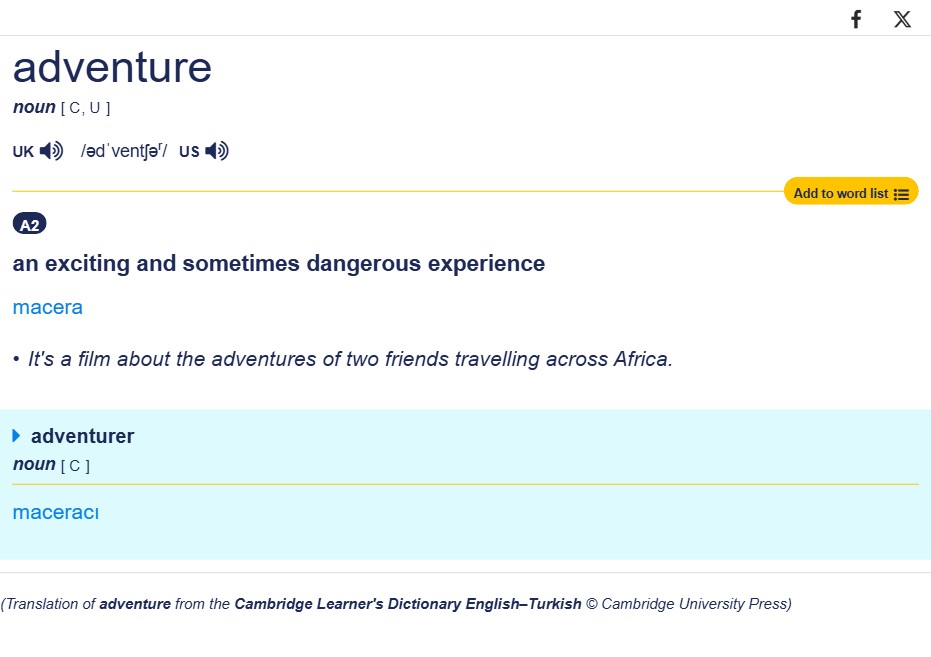 adventure
noun [ C, U ]
UK /ədˈventʃəʳ/ US
Add to word list
A2
an exciting and sometimes dangerous experience
macera
• It's a film about the adventures of two friends travelling across Africa.
adventurer
noun [ C ]
maceracı
(Translation of adventure from the Cambridge Learner's Dictionary English–Turkish © Cambridge University Press)